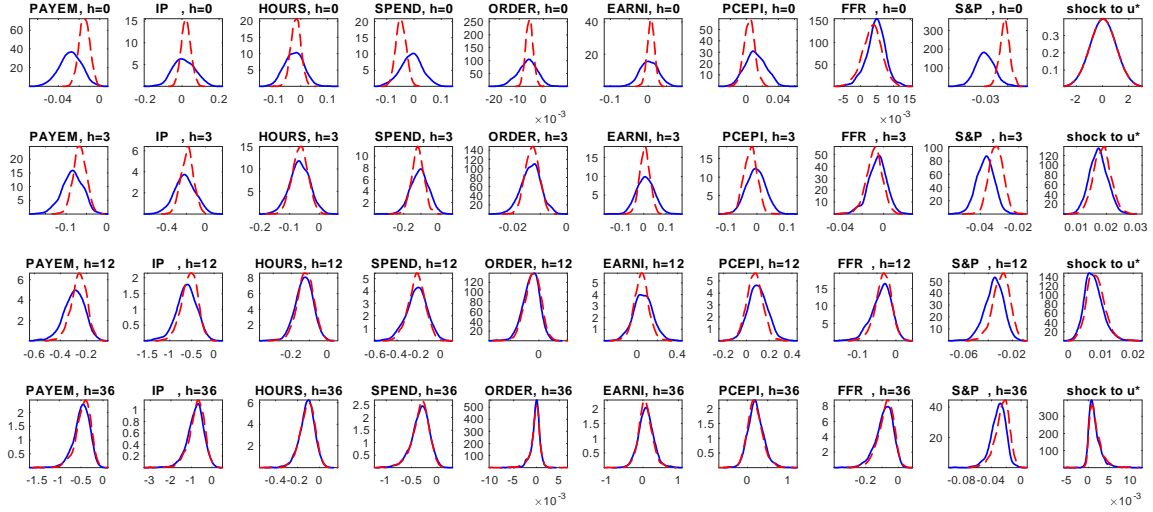 PAYEM, h=0 IP , h=0 HOURS, h=0 SPEND, h=0 ORDER, h=0 EARNI, h=0 PCEPI, h=0 FFR , h=0 S&P , h=0 shock to u*
60 40 20 15 10 5 20 15 10 5 20 15 10 5 250 200 150 100 50 40 20 50 40 30 20 10 150 100 50 300 200 100 0.3 0.2 0.1
-0.04 0 -0.2 0 0.2 -0.1 0 0.1 -0.1 0 0.1 -20 -10 0 -0.1 0 0.1 0 0.04 -5 0 5 10 15 -0.03 -2 0 2
×10⁻³ ×10⁻³
PAYEM, h=3 IP , h=3 HOURS, h=3 SPEND, h=3 ORDER, h=3 EARNI, h=3 PCEPI, h=3 FFR , h=3 S&P , h=3 shock to u*
20 15 10 5 6 4 2 15 10 5 10 8 6 4 2 140 120 100 80 60 40 20 15 10 5 15 10 5 50 40 30 20 10 80 60 40 20 120 100 80 60 40 20
-0.1 0 -0.4 0 -0.1 0 -0.1 0 -0.02 0 -0.1 0 0.1 -0.1 0 0.1 -0.04 0 -0.04 -0.03 -0.02 0.01 0.02 0.03
PAYEM, h=12 IP , h=12 HOURS, h=12 SPEND, h=12 ORDER, h=12 EARNI, h=12 PCEPI, h=12 FFR , h=12 S&P , h=12 shock to u*
6 4 2 2 1.5 1 0.5 8 6 4 2 5 4 3 2 1 120 100 80 60 40 20 5 4 3 2 1 5 4 3 2 1 15 10 5 50 40 30 20 10 140 120 100 80 60 40 20
-0.6 -0.4 -0.2 -1.5 -1 -0.5 0 -0.2 0 -0.6-0.4-0.2 0 0 0.4 -0.2 0 0.2 0.4 -0.1 0 -0.06 -0.02 0 0.01 0.02
PAYEM, h=36 IP , h=36 HOURS, h=36 SPEND, h=36 ORDER, h=36 EARNI, h=36 PCEPI, h=36 FFR , h=36 S&P , h=36 shock to u*
2 1.5 1 0.5 1 0.8 0.6 0.4 0.2 6 4 2 2.5 2 1.5 1 0.5 500 400 300 200 100 2 1.5 1 0.5 2 1.5 1 0.5 8 6 4 2 40 20 300 200 100
-1.5 -0.5 0 -3 -2 -1 0 -0.4-0.2 0 -1 0 -10 -5 0 5 -1 0 1 0 1 -0.2 0 -0.08 -0.04 0 0 5 10
×10⁻³ ×10⁻³